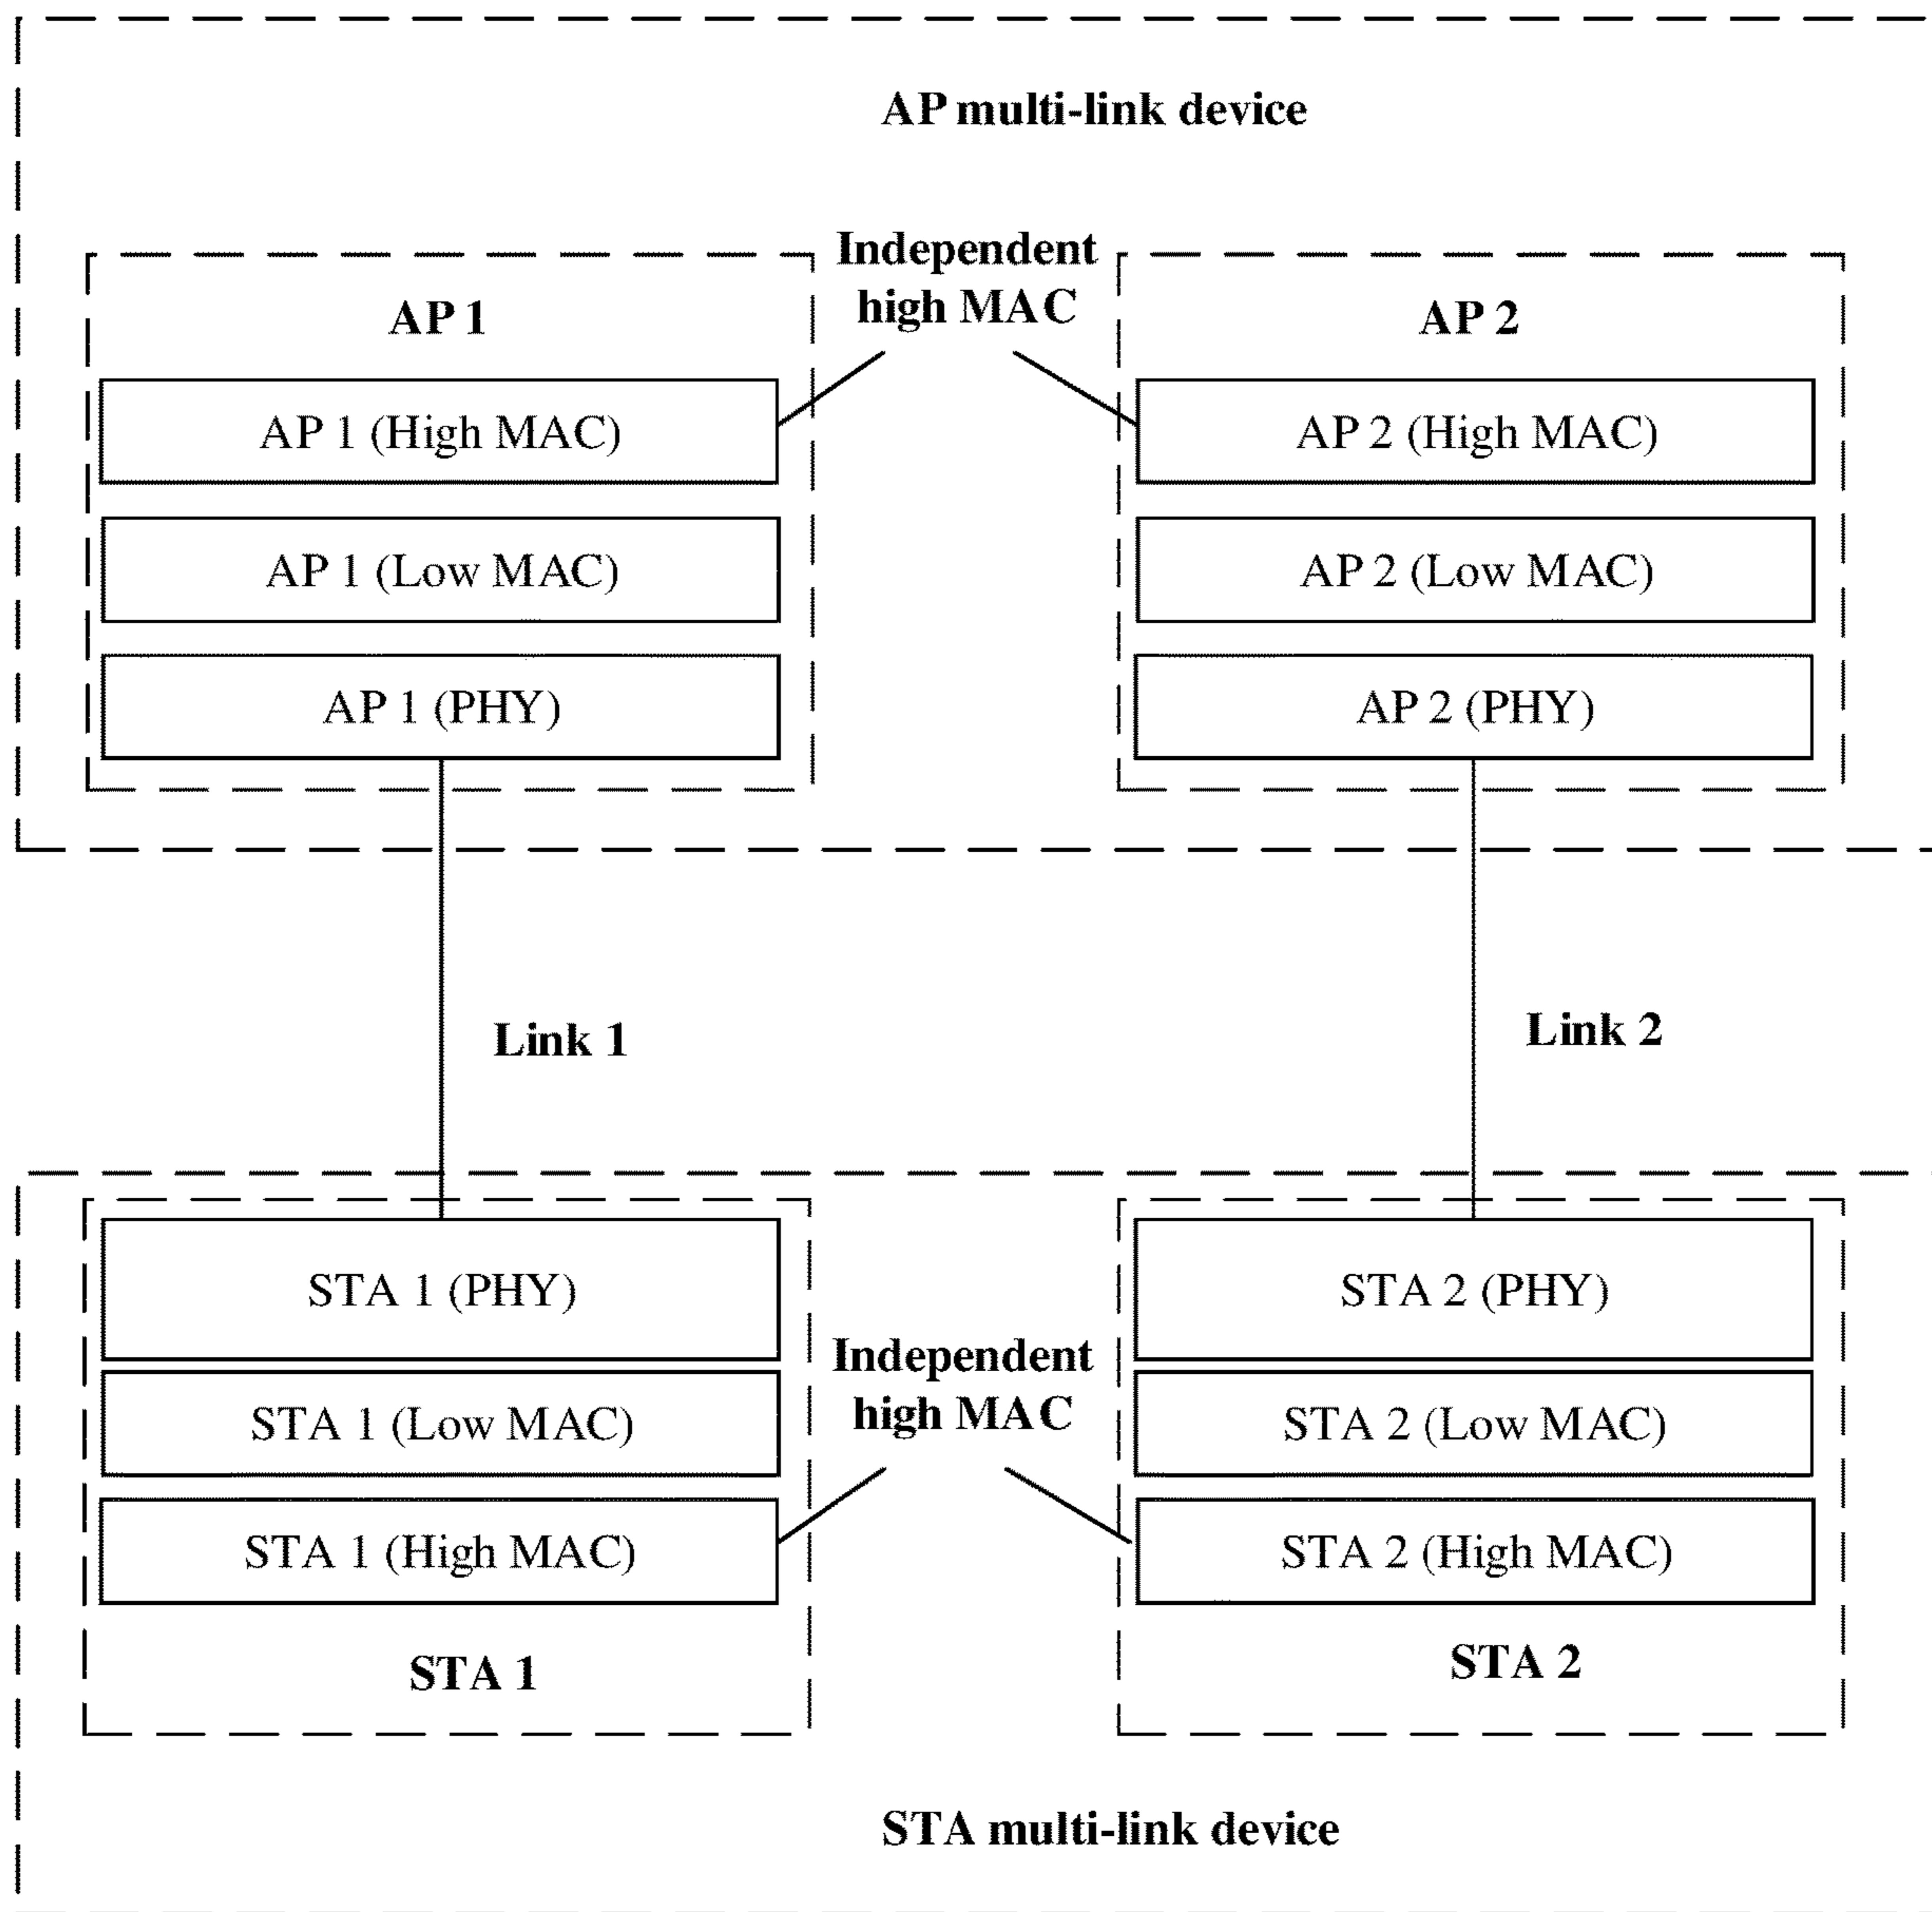 AP multi-link device
Independent
high MAC
AP 1
AP 2
AP 1 (High MAC)
AP 2 (High MAC)
AP 1 (Low MAC)
AP 2 (Low MAC)
AP 1 (PHY)
AP 2 (PHY)
Link 1
Link 2
STA 1 (PHY)
STA 2 (PHY)
Independent
high MAC
STA 1 (Low MAC)
STA 2 (Low MAC)
STA 1 (High MAC)
STA 2 (High MAC)
STA 1
STA 2
STA multi-link device